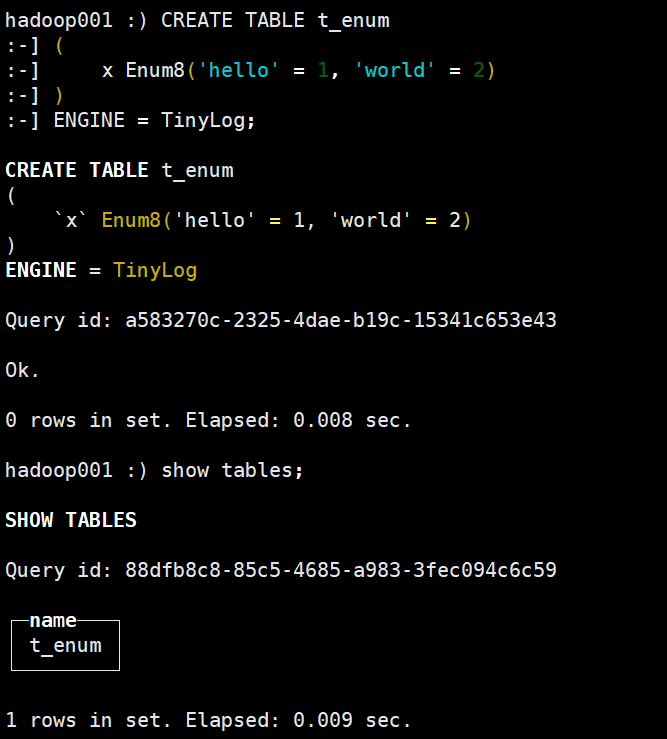 hadoop001 :) CREATE TABLE t_enum
:-] (
:-]     x Enum8('hello' = 1, 'world' = 2)
:-] )
:-] ENGINE = TinyLog;
CREATE TABLE t_enum
(
    `x` Enum8('hello' = 1, 'world' = 2)
)
ENGINE = TinyLog
Query id: a583270c-2325-4dae-b19c-15341c653e43
Ok.
0 rows in set. Elapsed: 0.008 sec.
hadoop001 :) show tables;
SHOW TABLES
Query id: 88dfb8c8-85c5-4685-a983-3fec094c6c59
name
t_enum
1 rows in set. Elapsed: 0.009 sec.